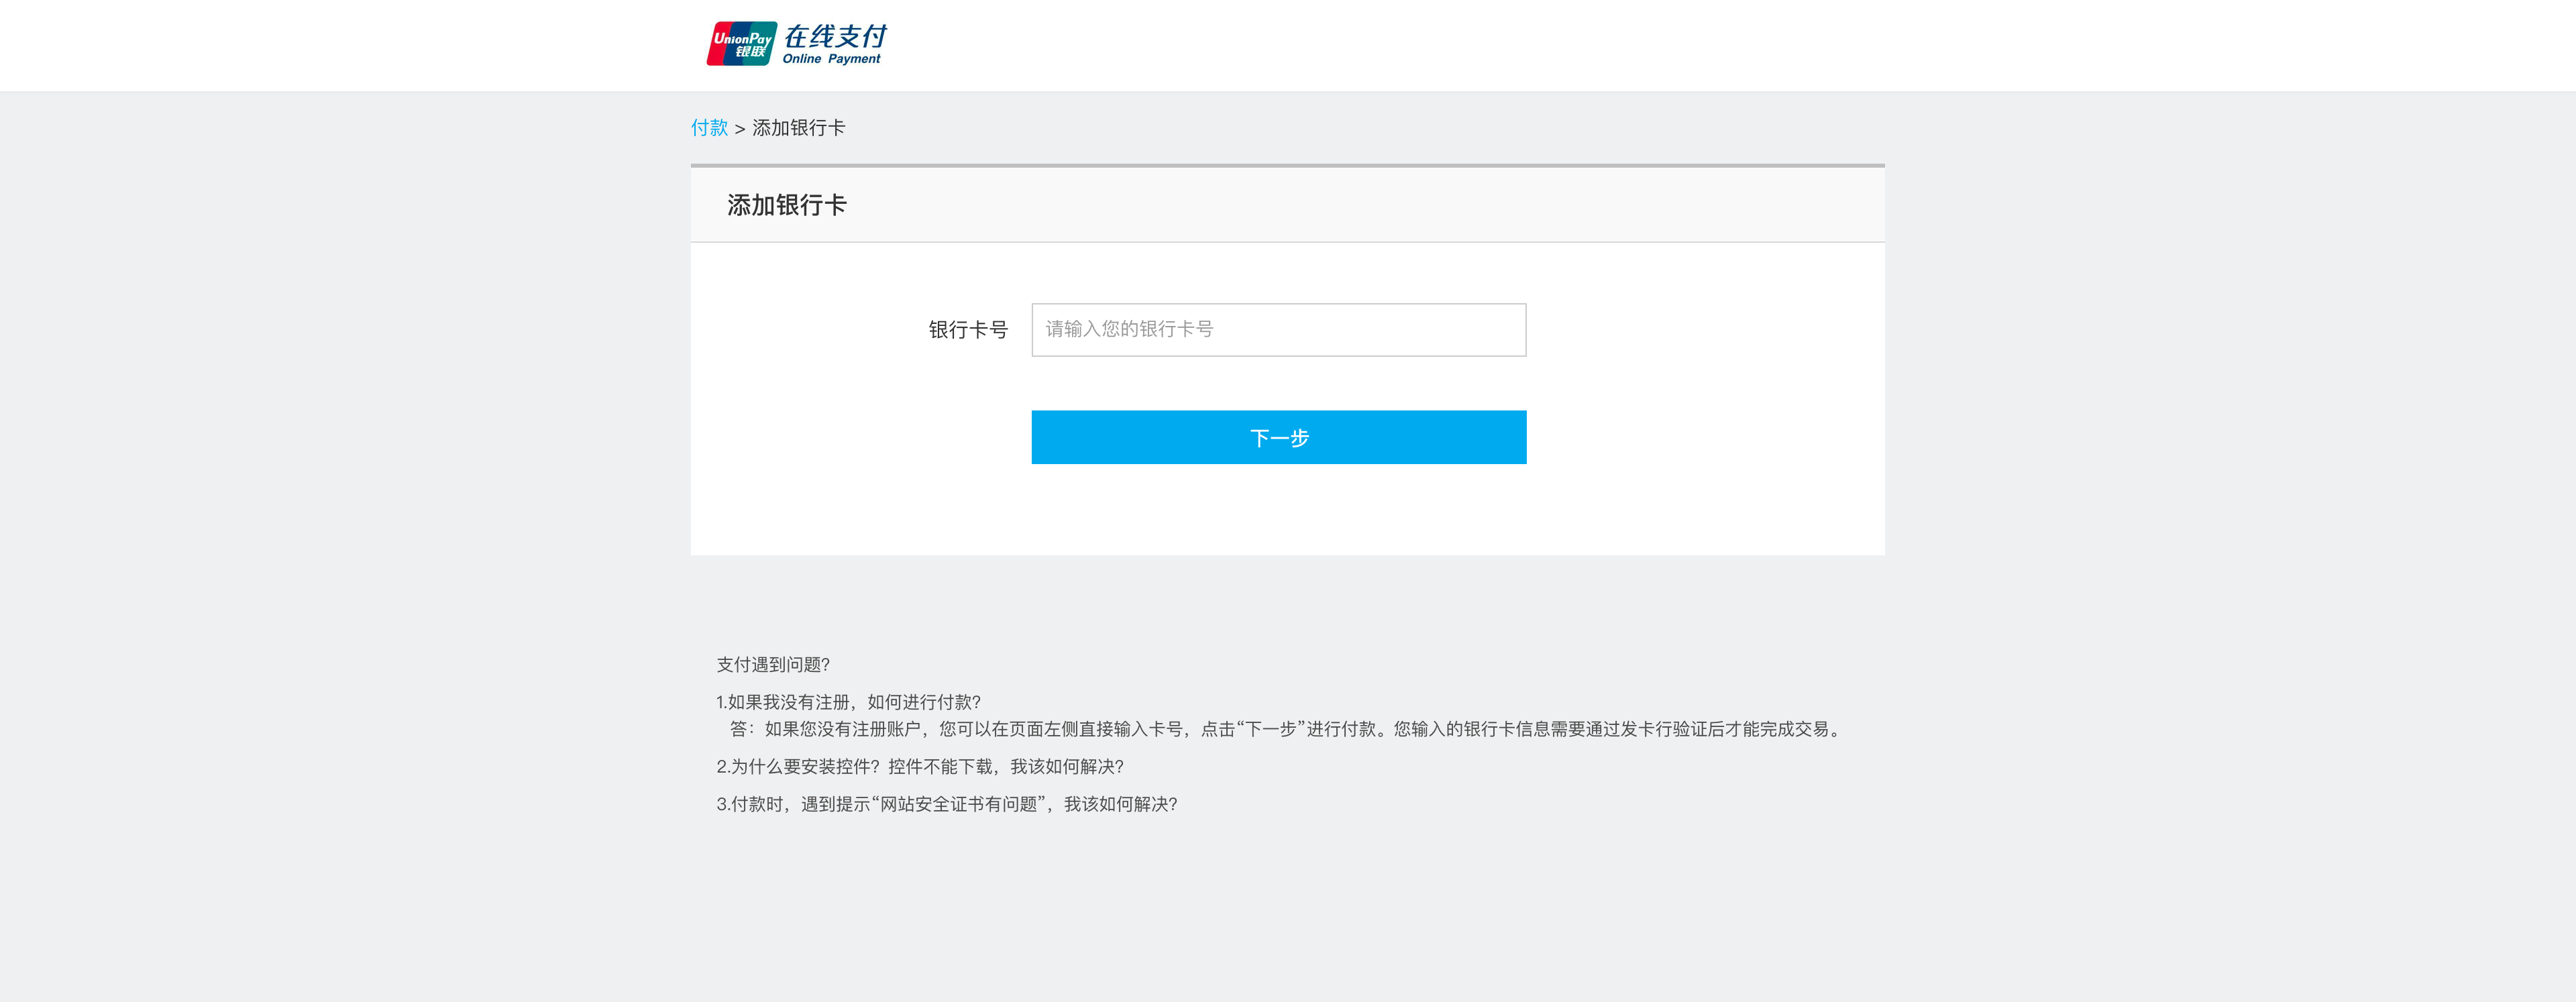 UnionPay
银联
在线支付
Online Payment
付款 > 添加银行卡
添加银行卡
银行卡号
请输入您的银行卡号
下一步
支付遇到问题?
1.如果我没有注册，如何进行付款?
答：如果您没有注册账户，您可以在页面左侧直接输入卡号，点击“下一步”进行付款。您输入的银行卡信息需要通过发卡行验证后才能完成交易。
2.为什么要安装控件？控件不能下载，我该如何解决?
3.付款时，遇到提示“网站安全证书有问题”，我该如何解决?